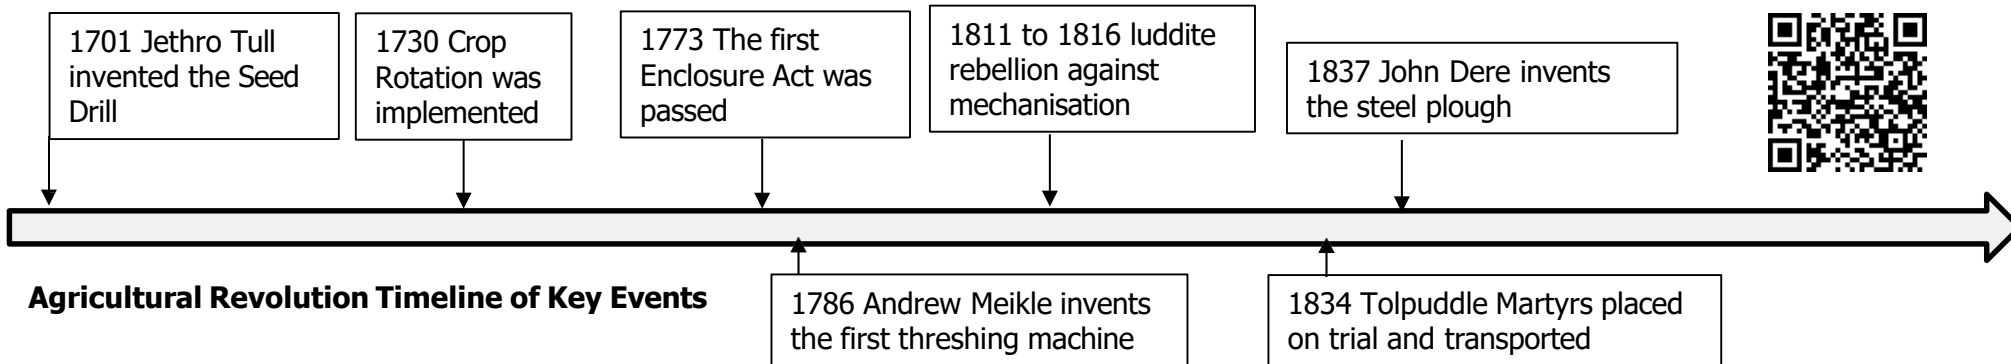 1701 Jethro Tull
invented the Seed
Drill
1730 Crop
Rotation was
implemented
1773 The first
Enclosure Act was
passed
1811 to 1816 luddite
rebellion against
mechanisation
1837 John Dere invents
the steel plough
Agricultural Revolution Timeline of Key Events
1786 Andrew Meikle invents
the first threshing machine
1834 Tolpuddle Martyrs placed
on trial and transported